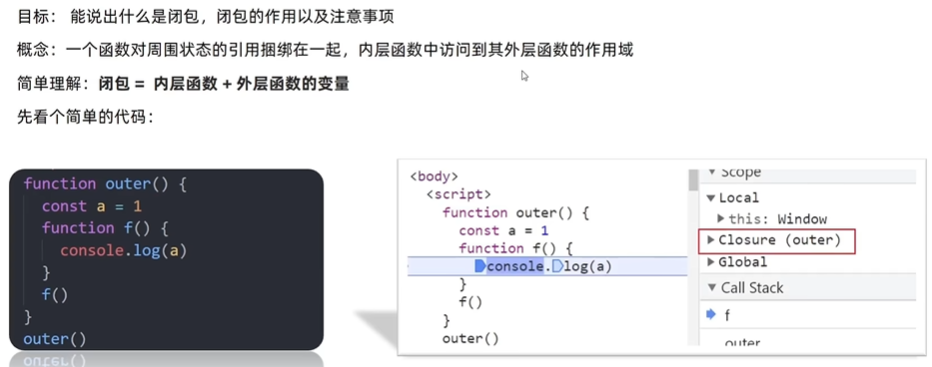 目标： 能说出什么是闭包，闭包的作用以及注意事项
概念：一个函数对周围状态的引用捆绑在一起，内层函数中访问到其外层函数的作用域
简单理解：闭包 = 内层函数 + 外层函数的变量
先看个简单的代码：
function outer() {
const a = 1
function f() {
console.log(a)
}
f()
}
outer()
<body>
<script>
function outer() {
const a = 1
function f() {
console.log(a)
}
f()
}
outer()
Scope
Local
this: Window
Closure (outer)
Global
Call Stack
f
outer